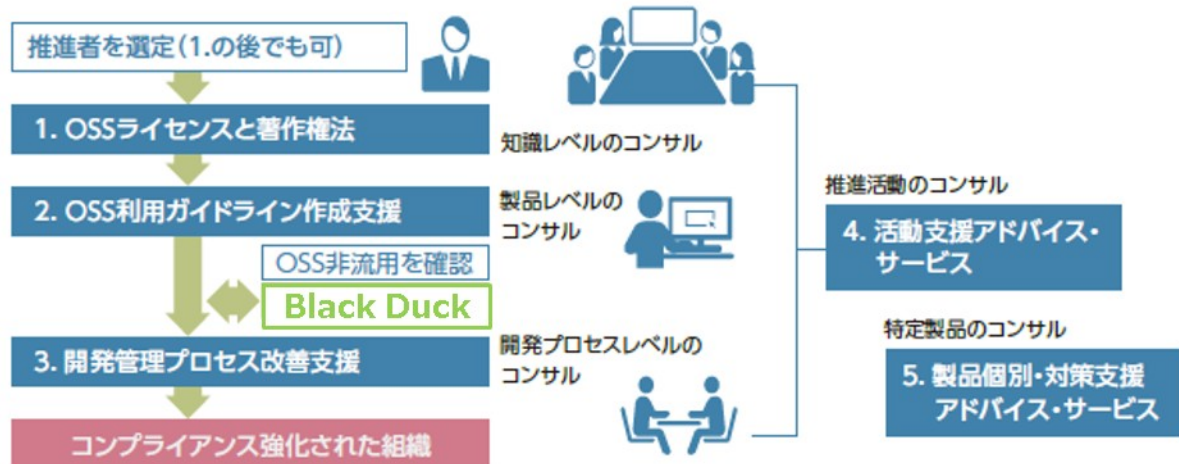 推進者を選定(1.の後でも可)
1. OSSライセンスと著作権法
知識レベルのコンサル
2. OSS利用ガイドライン作成支援
製品レベルの
コンサル
OSS非流用を確認
Black Duck
3. 開発管理プロセス改善支援
開発プロセスレベルの
コンサル
コンプライアンス強化された組織
推進活動のコンサル
4. 活動支援アドバイス・
サービス
特定製品のコンサル
5. 製品個別・対策支援
アドバイス・サービス